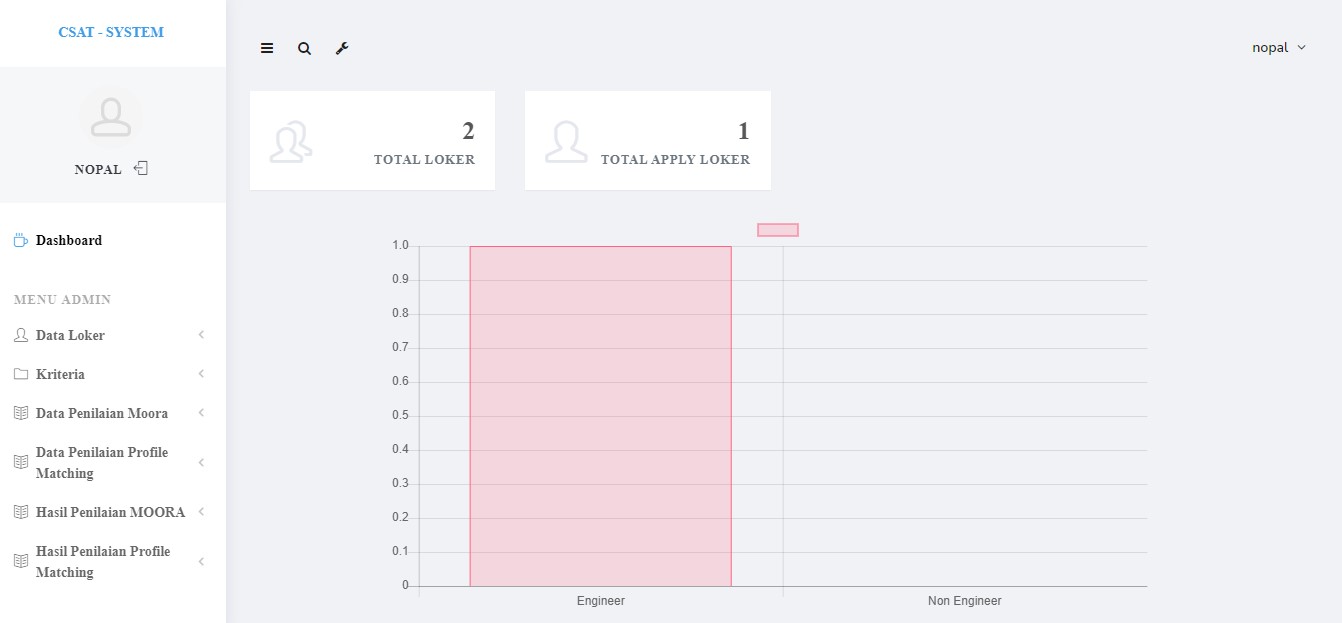 CSAT - SYSTEM
nopal
NOPAL
Dashboard
MENU ADMIN
Data Loker
Kriteria
Data Penilaian Moora
Data Penilaian Profile
Matching
Hasil Penilaian MOORA
Hasil Penilaian Profile
Matching
2
TOTAL LOKER
1
TOTAL APPLY LOKER
1.0
0.9
0.8
0.7
0.6
0.5
0.4
0.3
0.2
0.1
0
Engineer
Non Engineer